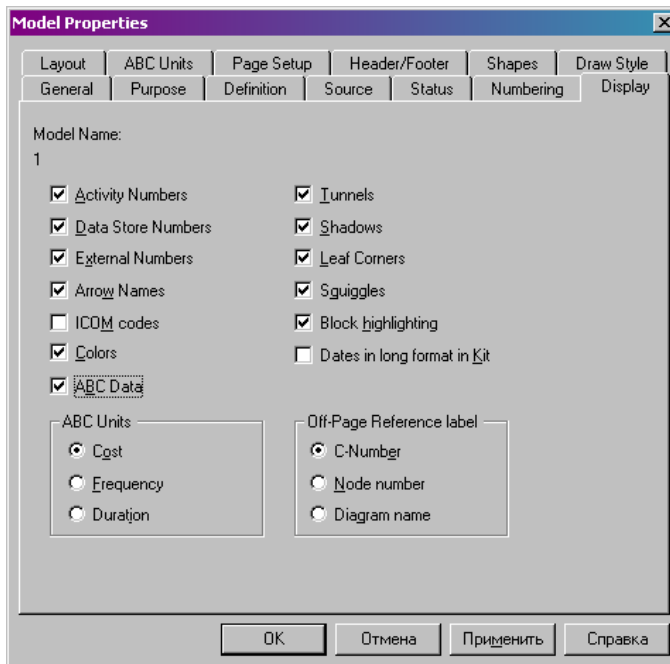 Model Properties
Layout ABC Units Page Setup Header/Footer Shapes Draw Style
General Purpose Definition Source Status Numbering Display
Model Name:
1
Activity Numbers Tunnels
Data Store Numbers Shadows
External Numbers Leaf Corners
Arrow Names Squiggles
ICOM codes Block highlighting
Colors Dates in long format in Kit
ABC Data
ABC Units Off-Page Reference label
Cost C-Number
Frequency Node number
Duration Diagram name
OK Отмена Применить Справка